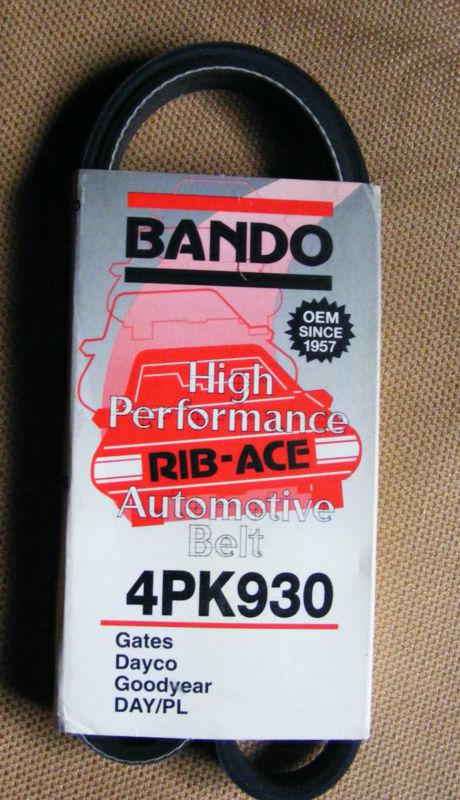 BANDO
OEM
SINCE
1957
High
Performance
RIB-ACE
Automotive
Belt
4PK930
Gates
Dayco
Goodyear
DAY/PL